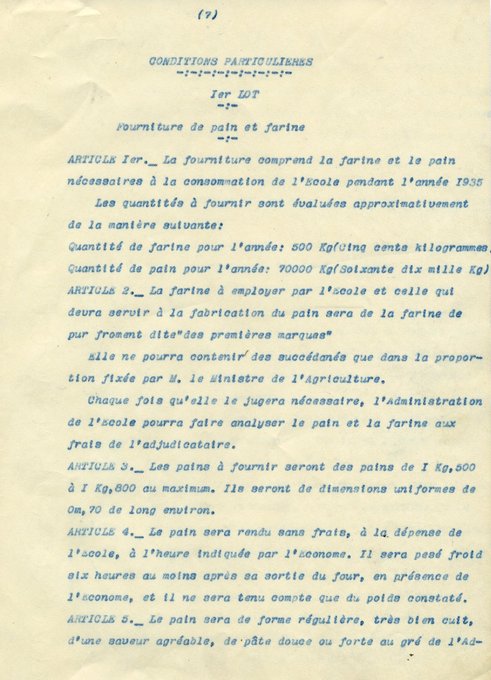 (7)
CONDITIONS PARTICULIERES
-:-:-:-:-:-:-:-:-
Ier LOT
-:-
Fourniture de pain et farine
-:-
ARTICLE Ier._ La fourniture comprend la farine et le pain
nécessaires à la consommation de l'Ecole pendant l'année I935
Les quantités à fournir sont évaluées approximativement
de la manière suivante:
Quantité de farine pour l'année: 500 Kg(Cinq cents kilogrammes
Quantité de pain pour l'année: 70000 Kg(Soixante dix mille Kg)
ARTICLE 2._ La farine à employer par l'Ecole et celle qui
devra servir à la fabrication du pain sera de la farine de
pur froment dite"des premières marques"
Elle ne pourra contenir des succédanés que dans la propor-
tion fixée par M. le Ministre de l'Agriculture.
Chaque fois qu'elle le jugera nécessaire, l'Administration
de l'Ecole pourra faire analyser le pain et la farine aux
frais de l'adjudicataire.
ARTICLE 3._ Les pains à fournir seront des pains de I Kg,500
à I Kg,800 au maximum. Ils seront de dimensions uniformes de
0m,70 de long environ.
ARTICLE 4._ Le pain sera rendu sans frais, à la dépense de
l'Ecole, à l'heure indiquée par l'Econome. Il sera pesé froid
six heures au moins après sa sortie du four, en présence de
l'Econome, et il ne sera tenu compte que du poids constaté.
ARTICLE 5._ Le pain sera de forme régulière, très bien cuit,
d'une saveur agréable, de pâte douce ou forte au gré de l'Ad-